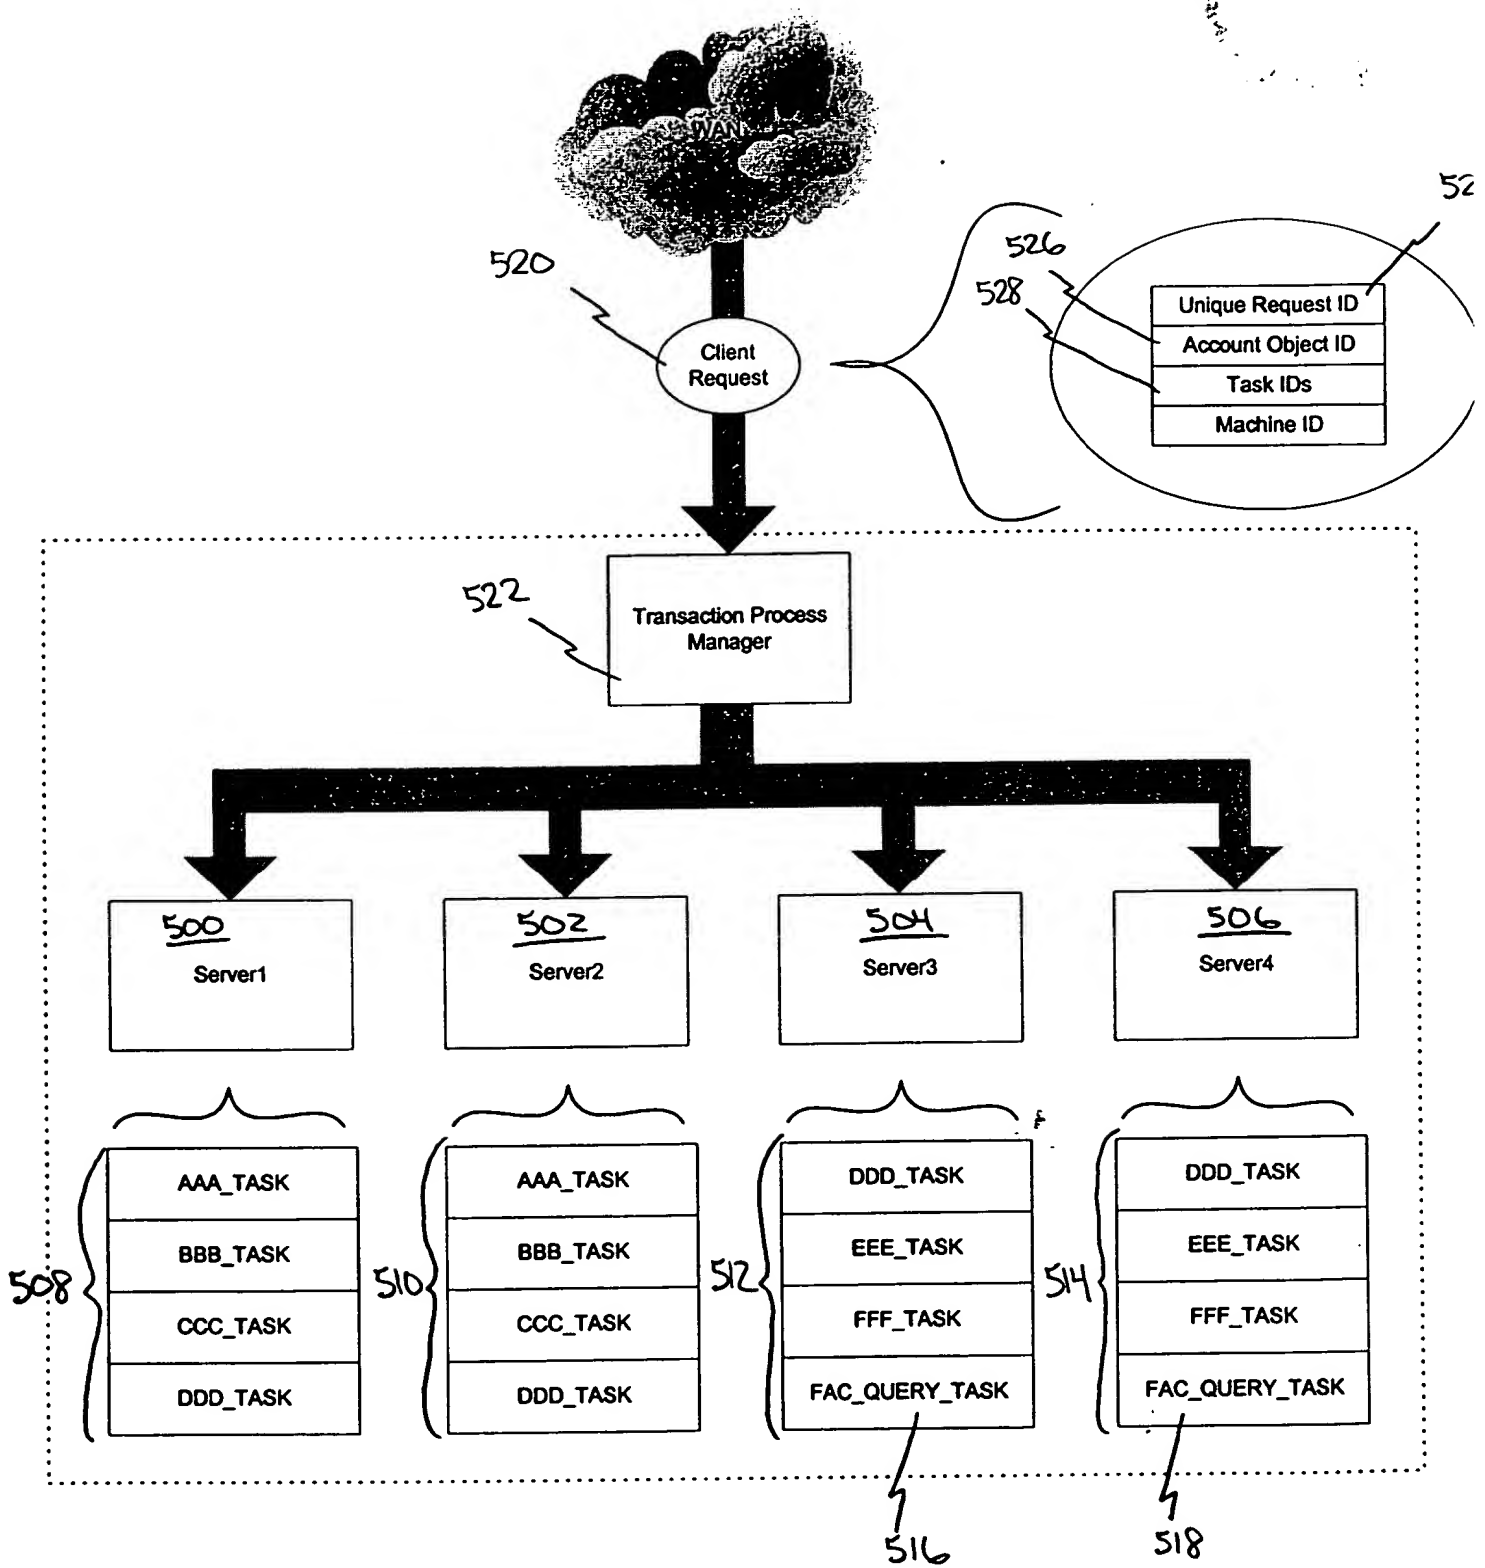 WAN
520
526
528
52
Unique Request ID
Account Object ID
Task IDs
Machine ID
Client
Request
522
Transaction Process
Manager
500
Server1
502
Server2
504
Server3
506
Server4
508
AAA_TASK
BBB_TASK
CCC_TASK
DDD_TASK
510
AAA_TASK
BBB_TASK
CCC_TASK
DDD_TASK
512
DDD_TASK
EEE_TASK
FFF_TASK
FAC_QUERY_TASK
514
DDD_TASK
EEE_TASK
FFF_TASK
FAC_QUERY_TASK
516
518